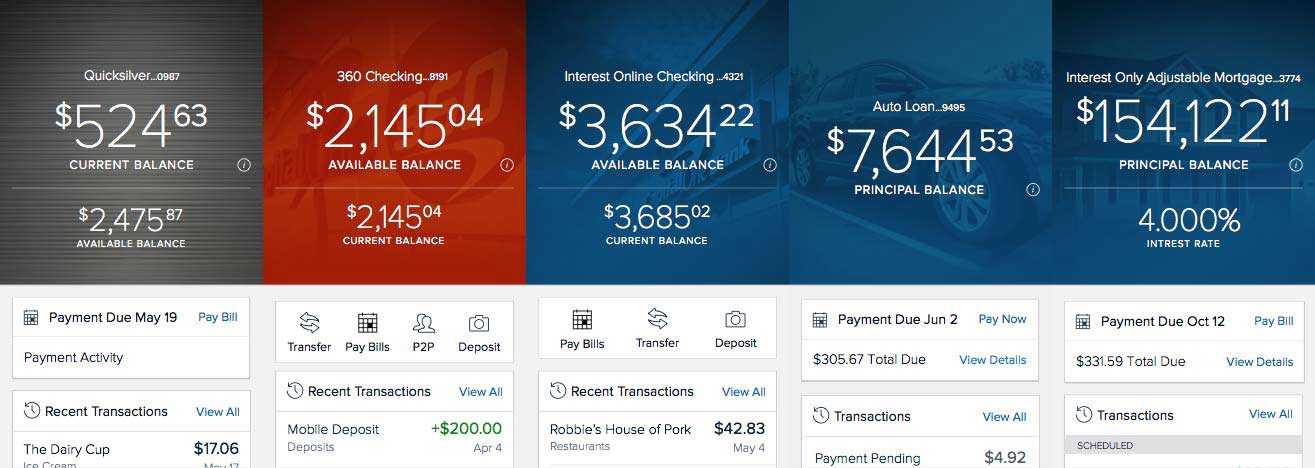 Quicksilver...0987
$524 63
CURRENT BALANCE
$2,475 87
AVAILABLE BALANCE
Payment Due May 19 Pay Bill
Payment Activity
Recent Transactions View All
The Dairy Cup $17.06
Ice Cream May 17
360 Checking...8191
$2,145 04
AVAILABLE BALANCE
$2,145 04
CURRENT BALANCE
Transfer Pay Bills P2P Deposit
Recent Transactions View All
Mobile Deposit +$200.00
Deposits Apr 4
Interest Online Checking ...4321
$3,634 22
AVAILABLE BALANCE
$3,685 02
CURRENT BALANCE
Pay Bills Transfer Deposit
Recent Transactions View All
Robbie's House of Pork $42.83
Restaurants May 4
Auto Loan...9495
$7,644 53
PRINCIPAL BALANCE
Payment Due Jun 2 Pay Now
$305.67 Total Due View Details
Transactions View All
Payment Pending $4.92
Interest Only Adjustable Mortgage...3774
$154,122 11
PRINCIPAL BALANCE
4.000%
INTREST RATE
Payment Due Oct 12 Pay Bill
$331.59 Total Due View Details
Transactions View All
SCHEDULED